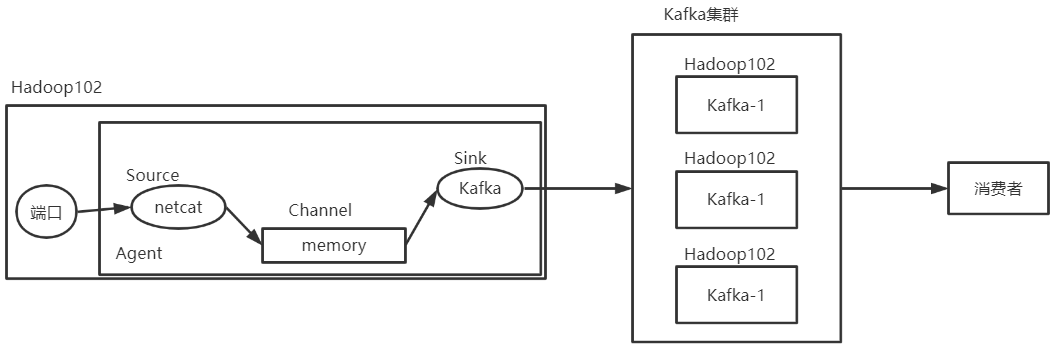 Kafka集群
Hadoop102
Kafka-1
Hadoop102
Kafka-1
Hadoop102
Kafka-1
Hadoop102
端口
Source
netcat
Channel
memory
Sink
Kafka
Agent
消费者